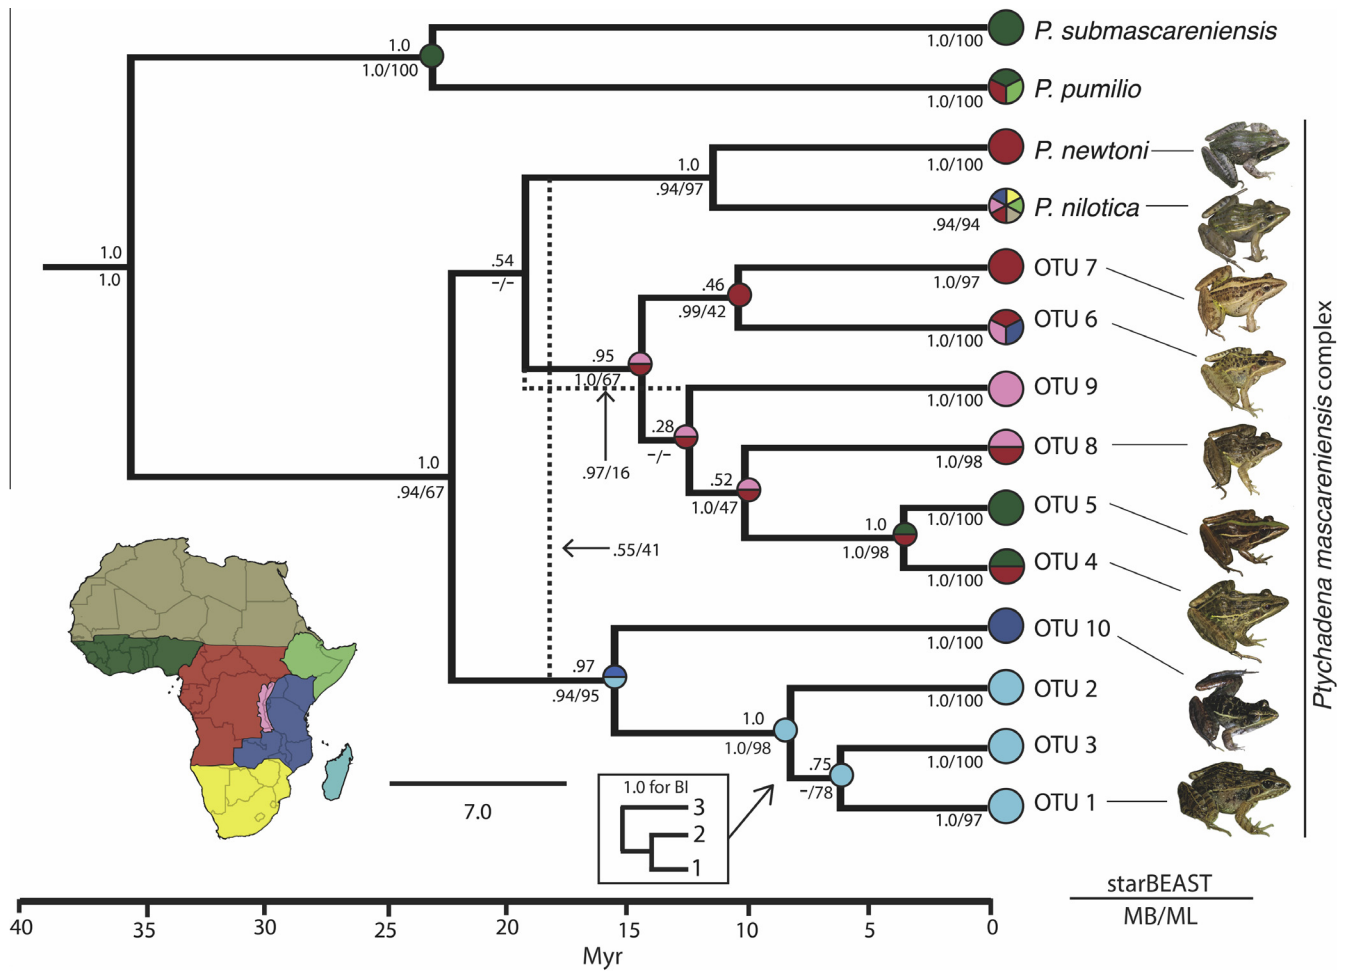 1.0
1.0/100
1.0/100
P. submascareniensis
1.0/100
P. pumilio
1.0
.94/97
1.0/100
P. newtoni
.94/94
P. nilotica
1.0
1.0
.54
–/–
.46
.99/42
1.0/97
OTU 7
1.0/100
OTU 6
.95
1.0/67
1.0/100
OTU 9
.28
–/–
.97/16
1.0/98
OTU 8
1.0
.94/67
.52
1.0/47
1.0/100
OTU 5
1.0
1.0/98
1.0/100
OTU 4
.55/41
1.0/100
OTU 10
.97
.94/95
1.0/100
OTU 2
1.0
1.0/98
1.0/100
OTU 3
.75
–/78
1.0/97
OTU 1
Ptychadena mascareniensis complex
7.0
1.0 for BI
3
2
1
starBEAST
MB/ML
40 35 30 25 20 15 10 5 0
Myr